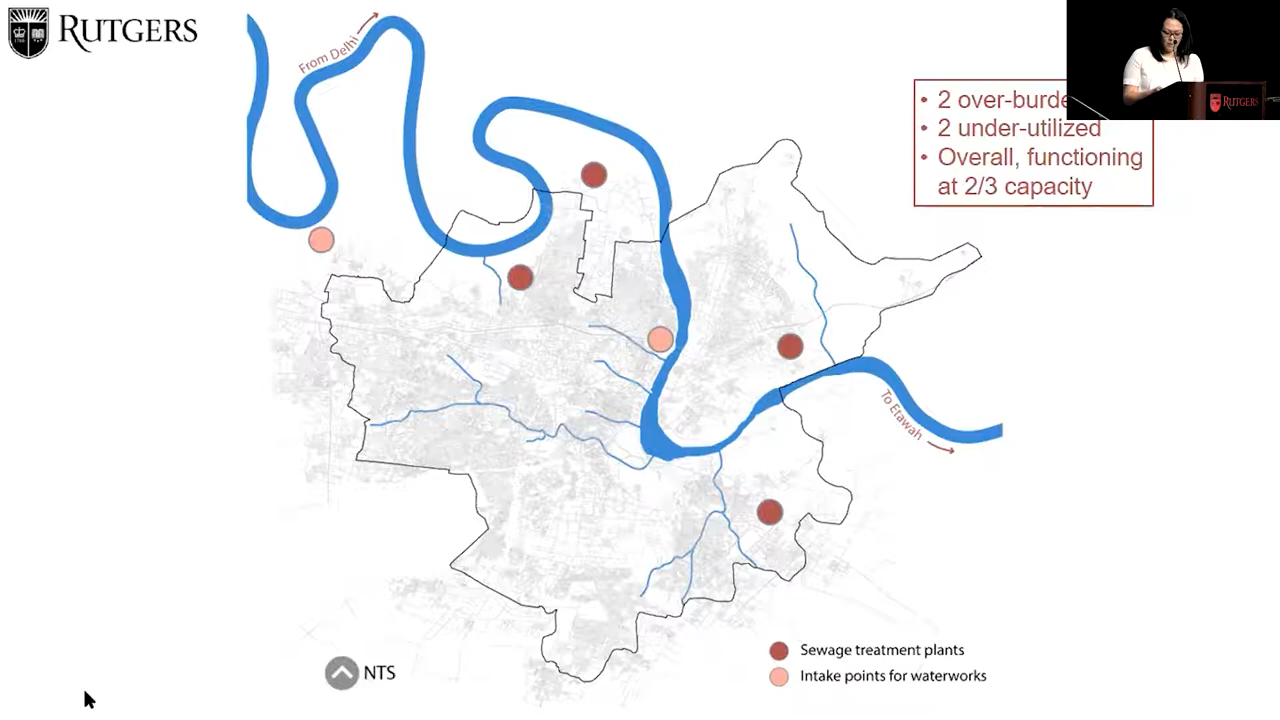 RUTGERS
From Delhi
• 2 over-burde
• 2 under-utilized
• Overall, functioning
at 2/3 capacity
RUTGERS
To Etawah
Sewage treatment plants
Intake points for waterworks
NTS